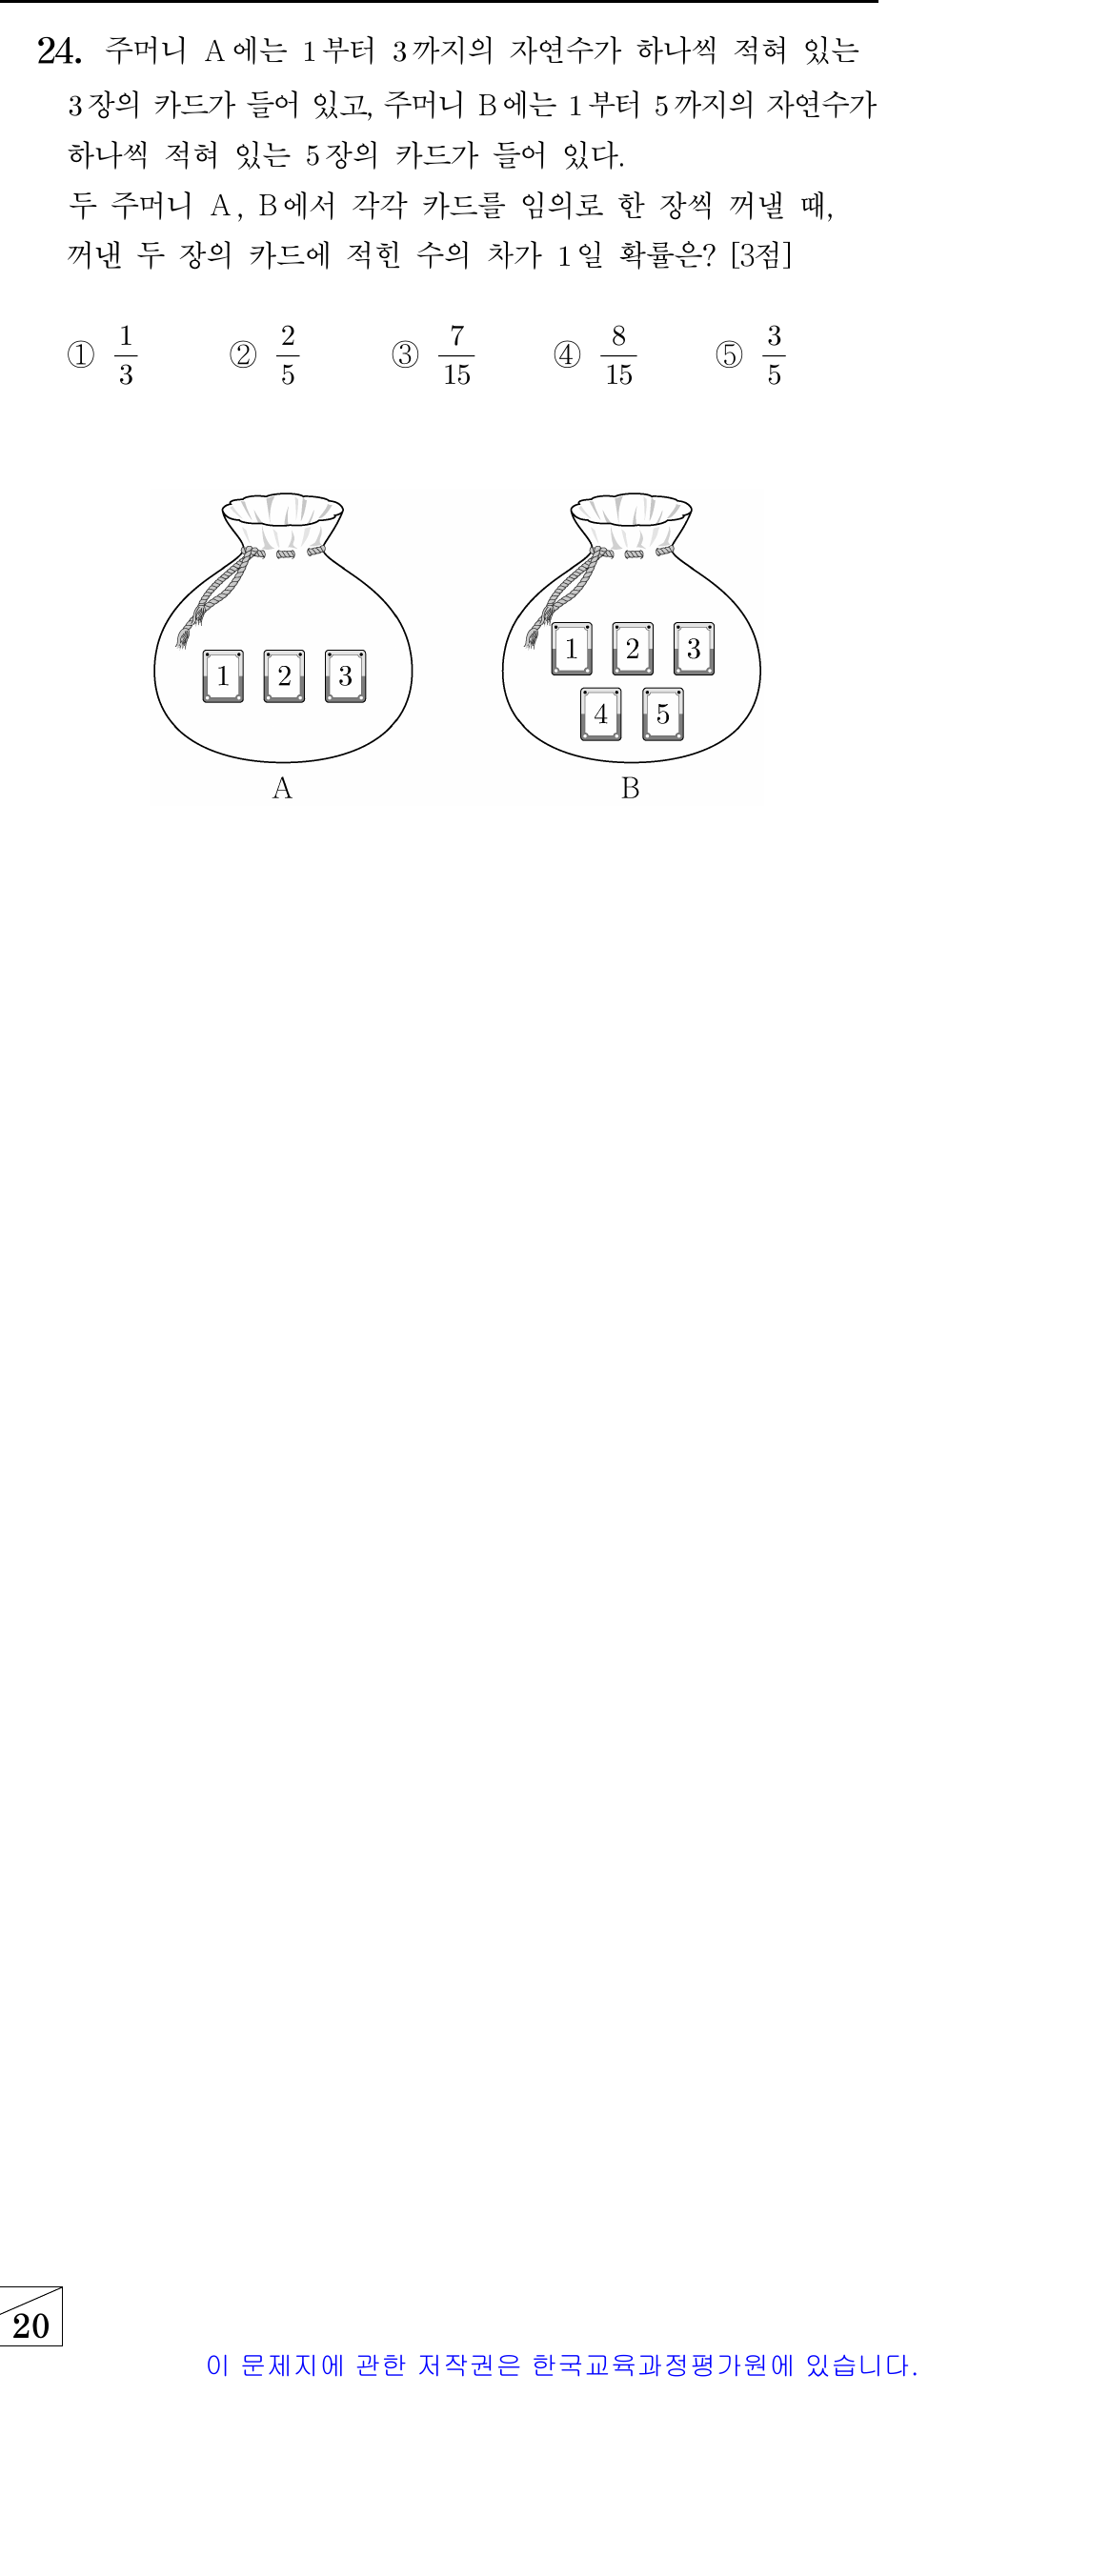 24. 주머니 A에는 1부터 3까지의 자연수가 하나씩 적혀 있는
3장의 카드가 들어 있고, 주머니 B에는 1부터 5까지의 자연수가
하나씩 적혀 있는 5장의 카드가 들어 있다.
두 주머니 A, B에서 각각 카드를 임의로 한 장씩 꺼낼 때,
꺼낸 두 장의 카드에 적힌 수의 차가 1일 확률은? [3점]
① 1/3 ② 2/5 ③ 7/15 ④ 8/15 ⑤ 3/5
1 2 3
A
1 2 3
4 5
B
20
이 문제지에 관한 저작권은 한국교육과정평가원에 있습니다.